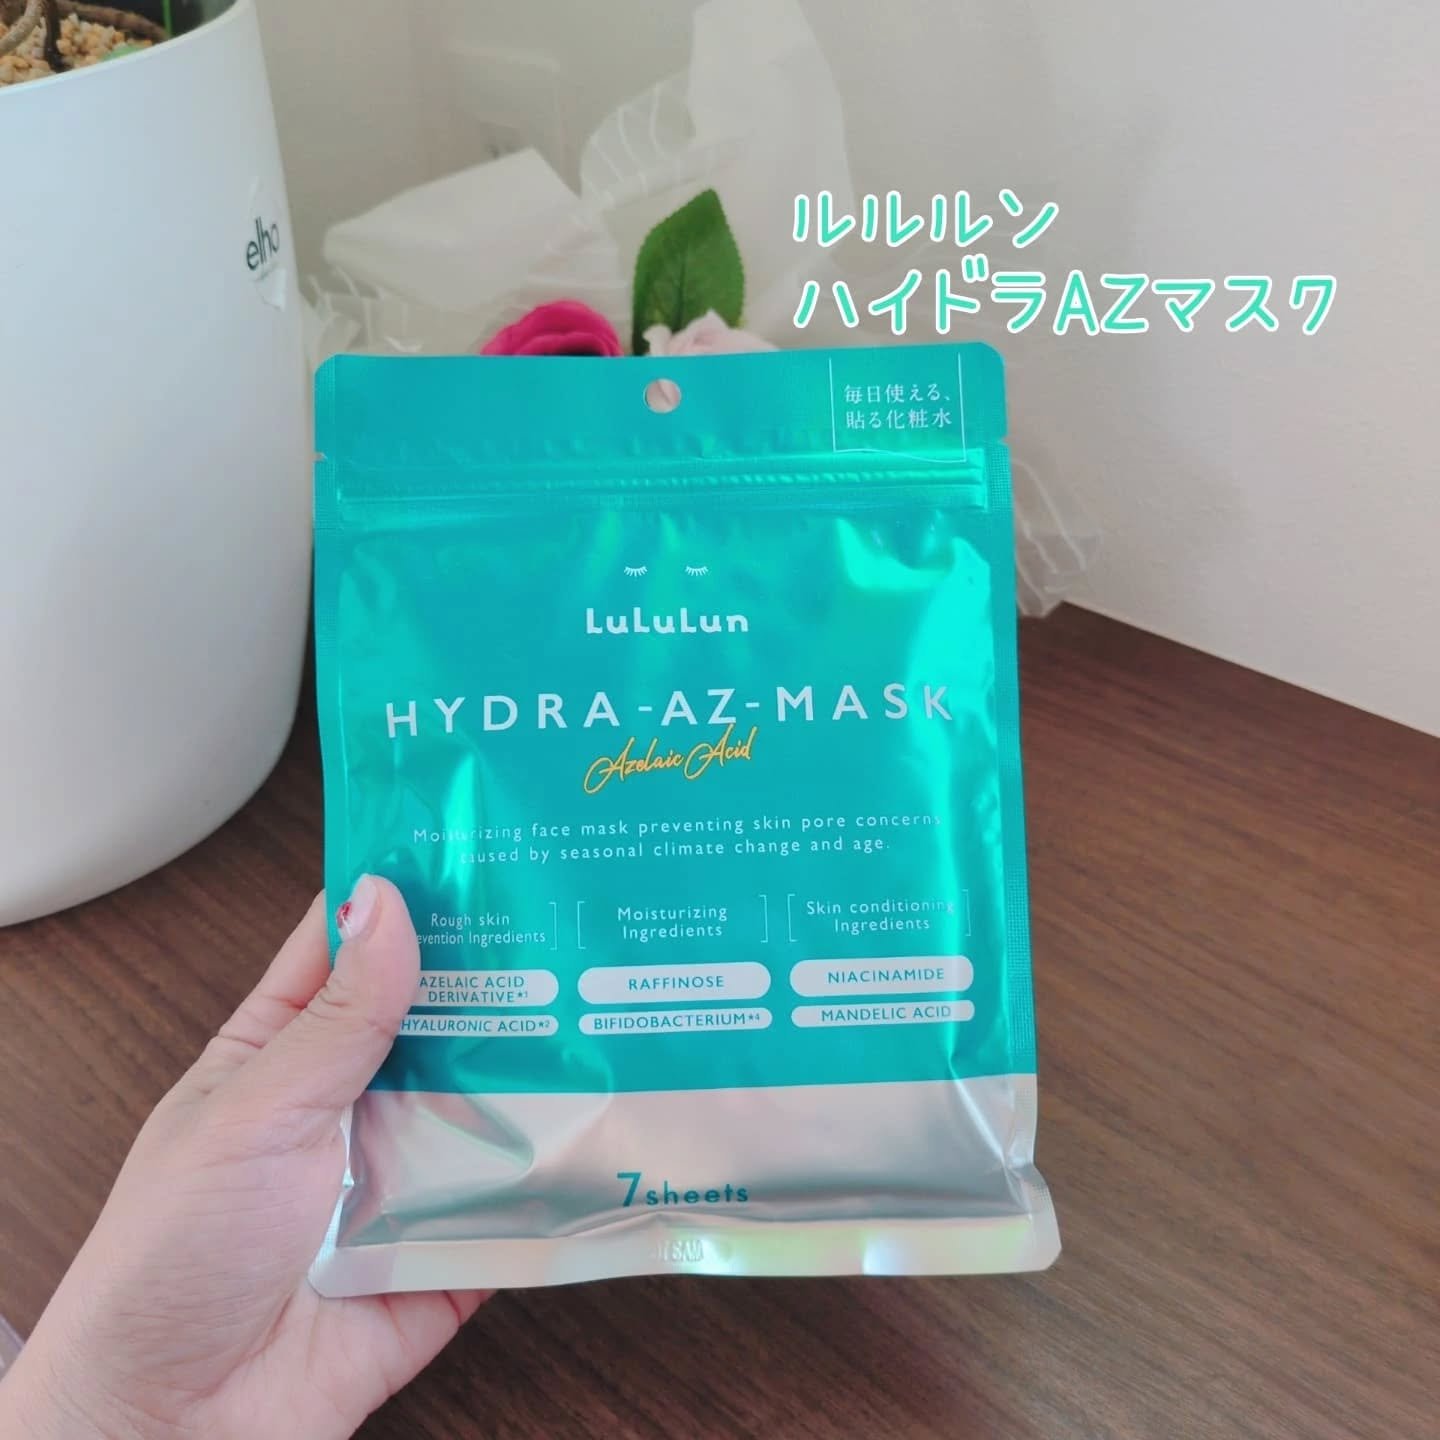 elho
ルルルン
ハイドラAZマスク
毎日使える、
貼る化粧水
LuLuLun
HYDRA-AZ-MASK
Azelaic Acid
Moisturizing face mask preventing skin pore concerns
caused by seasonal climate change and age.
Rough skin
Ingredients
AZELAIC ACID
DERIVATIVE*1
HYALURONIC ACID*2
Moisturizing
Ingredients
RAFFINOSE
BIFIDOBACTERIUM*4
Skin conditioning
Ingredients
NIACINAMIDE
MANDELIC ACID
7sheets